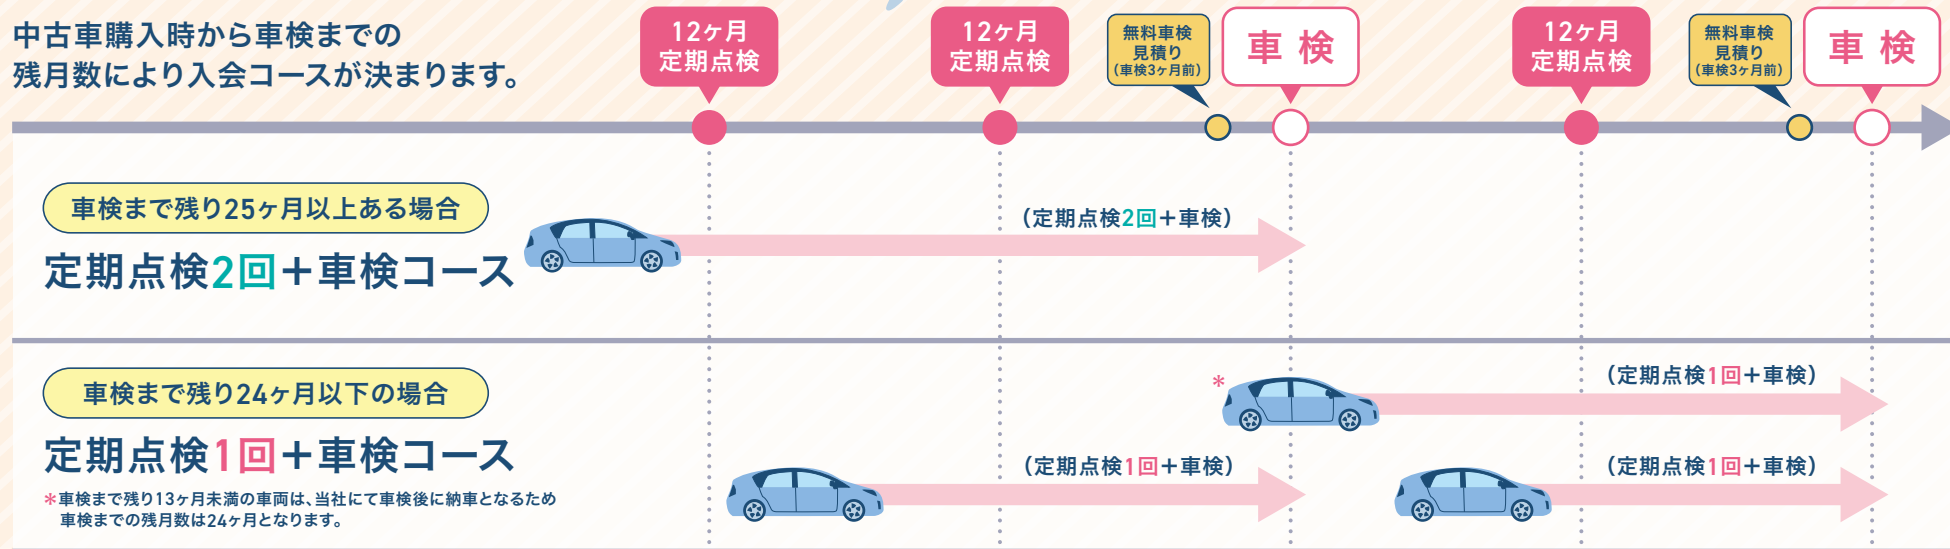 中古車購入時から車検までの
残月数により入会コースが決まります。
12ヶ月
定期点検
12ヶ月
定期点検
無料車検
見積り
(車検3ヶ月前)
車検
12ヶ月
定期点検
無料車検
見積り
(車検3ヶ月前)
車検
車検まで残り25ヶ月以上ある場合
定期点検2回＋車検コース
（定期点検2回＋車検）
車検まで残り24ヶ月以下の場合
定期点検1回＋車検コース
＊車検まで残り13ヶ月未満の車両は、当社にて車検後に納車となるため
車検までの残月数は24ヶ月となります。
＊
（定期点検1回＋車検）
（定期点検1回＋車検）
（定期点検1回＋車検）